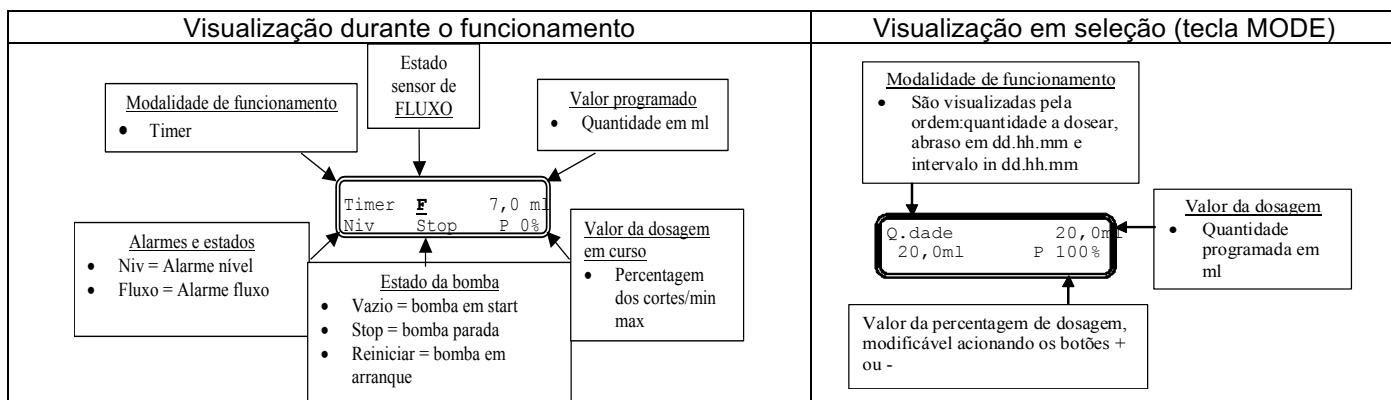 Visualização durante o funcionamento
Visualização em seleção (tecla MODE)
Estado
sensor de
FLUXO
Modalidade de funcionamento
• Timer
Valor programado
• Quantidade em ml
Timer F 7,0 ml
Niv Stop P 0%
Alarmes e estados
• Niv = Alarme nível
• Fluxo = Alarme fluxo
Estado da bomba
• Vazio = bomba em start
• Stop = bomba parada
• Reiniciar = bomba em
arranque
Valor da dosagem
em curso
• Percentagem
dos cortes/min
max
Modalidade de funcionamento
• São visualizadas pela
ordem:quantidade a dosear,
abraso em dd.hh.mm e
intervalo in dd.hh.mm
Q.dade 20,0ml
20,0ml P 100%
Valor da dosagem
• Quantidade
programada em
ml
Valor da percentagem de dosagem,
modificável acionando os botões +
ou -